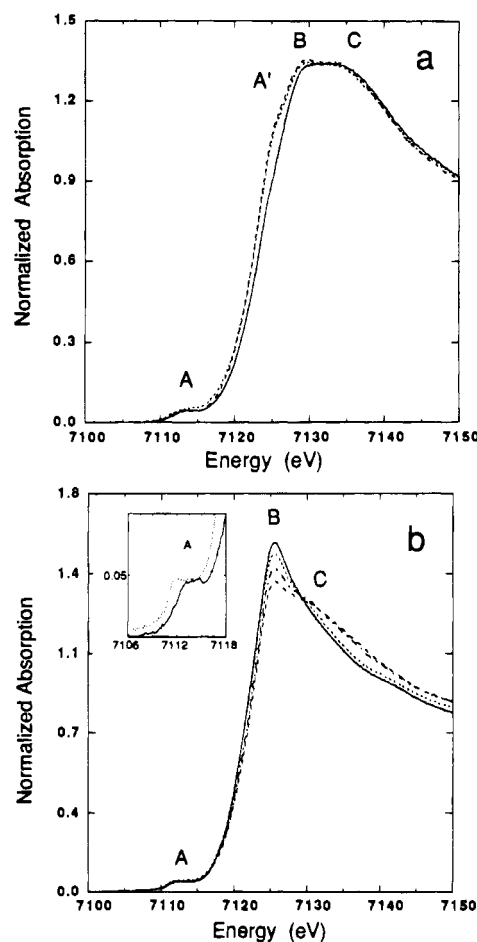 1.5
B C
a
A'
1.2
0.9
0.6
0.3
A
0.0
7100 7110 7120 7130 7140 7150
Energy (eV)
Normalized Absorption
1.8
B
b
A
0.05
7106 7112 7118
C
1.4
1.1
0.7
0.4
A
0.0
7100 7110 7120 7130 7140 7150
Energy (eV)
Normalized Absorption